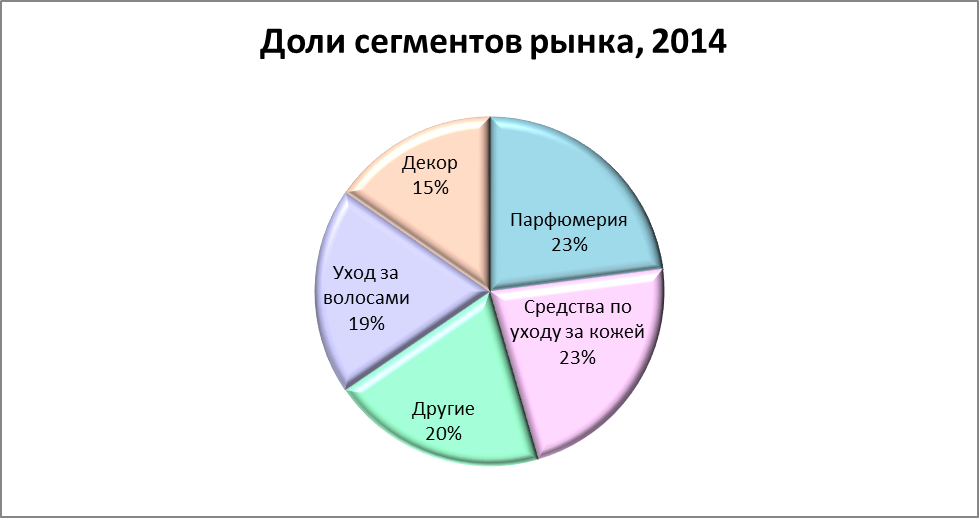 Доли сегментов рынка, 2014
Декор
15%
Парфюмерия
23%
Уход за
волосами
19%
Средства по
уходу за кожей
23%
Другие
20%